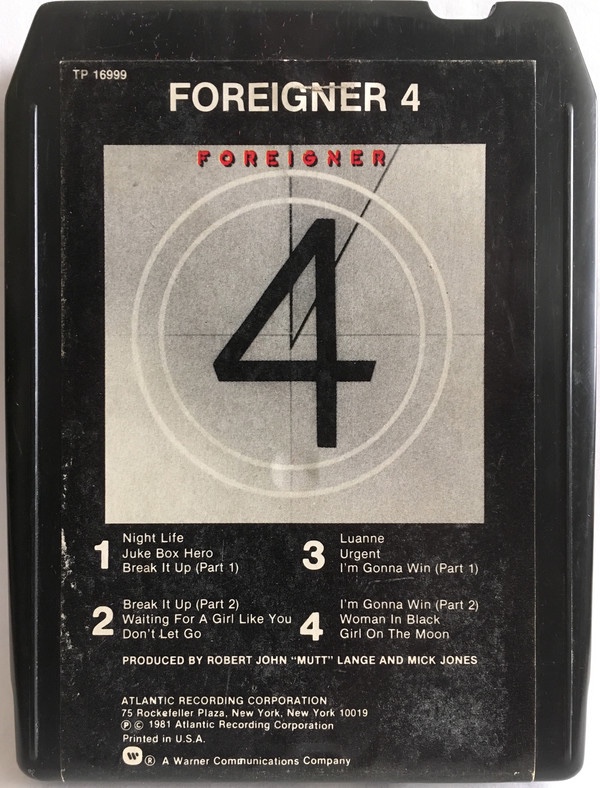 TP 16999
FOREIGNER 4
FOREIGNER
4
1 Night Life
Juke Box Hero
Break It Up (Part 1)
2 Break It Up (Part 2)
Waiting For A Girl Like You
Don't Let Go
3 Luanne
Urgent
I'm Gonna Win (Part 1)
4 I'm Gonna Win (Part 2)
Woman In Black
Girl On The Moon
PRODUCED BY ROBERT JOHN "MUTT" LANGE AND MICK JONES
ATLANTIC RECORDING CORPORATION
75 Rockefeller Plaza, New York, New York 10019
Ⓟ © 1981 Atlantic Recording Corporation
Printed in U.S.A.
W ® A Warner Communications Company